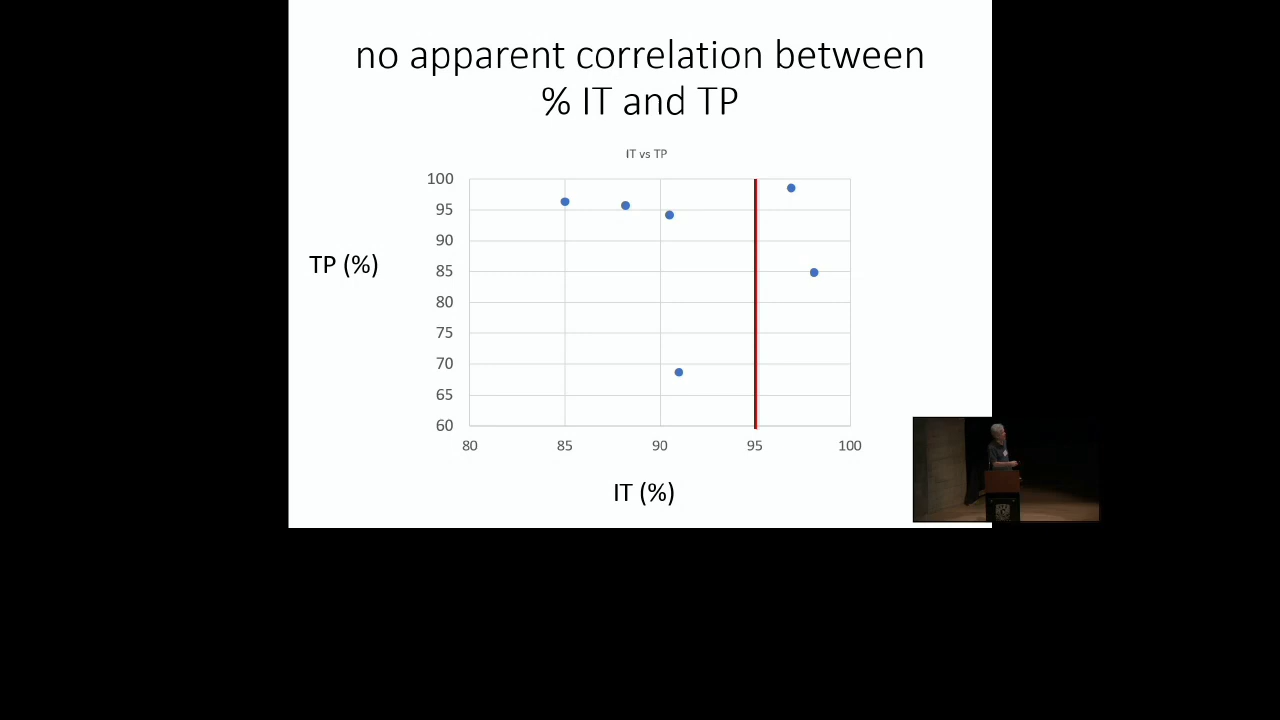 no apparent correlation between
% IT and TP
IT vs TP
100
95
90
85
80
75
70
65
60
TP (%)
80 85 90 95 100
IT (%)